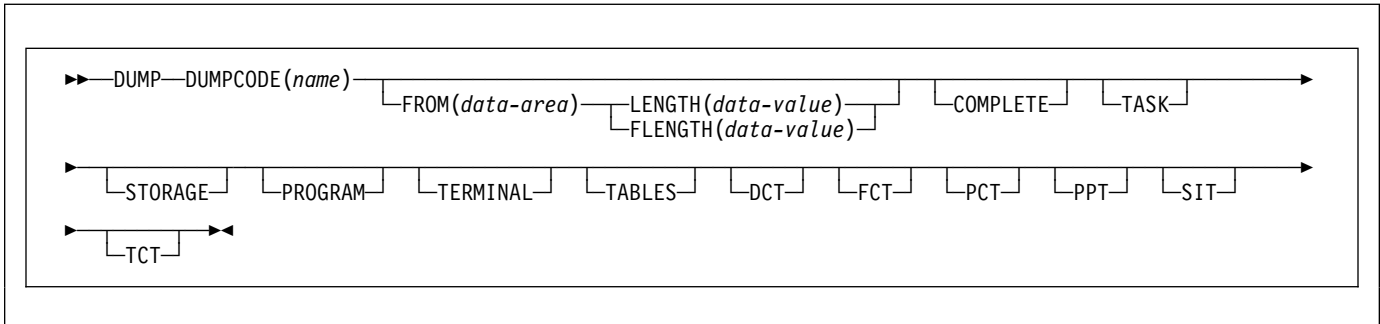 DUMP DUMPCODE(name) FROM(data-area) LENGTH(data-value) COMPLETE TASK
FLENGTH(data-value)
STORAGE PROGRAM TERMINAL TABLES DCT FCT PCT PPT SIT
TCT